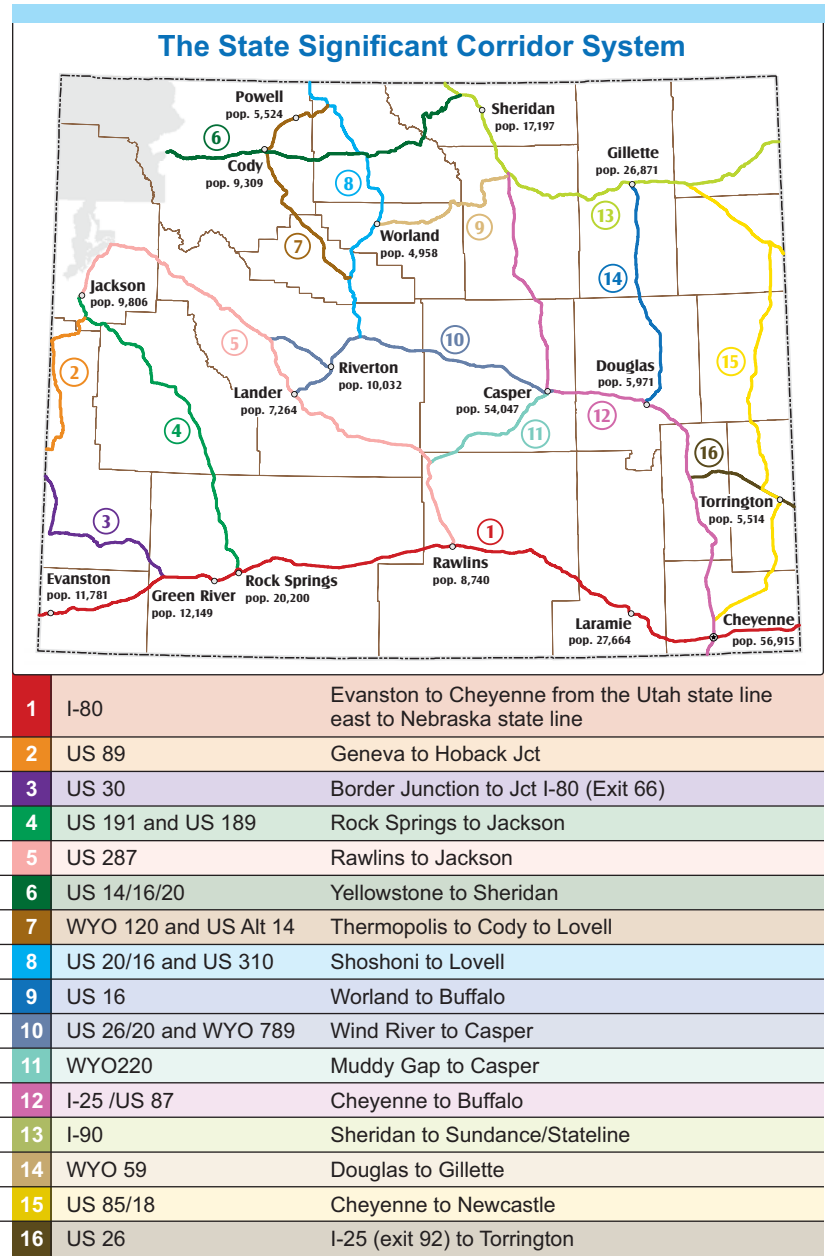 The State Significant Corridor System
Powell
pop. 5,524
Sheridan
pop. 17,197
6
Cody
pop. 9,309
Gillette
pop. 26,871
8
13
9
Worland
pop. 4,958
7
Jackson
pop. 9,806
14
2
5
10
Riverton
pop. 10,032
Douglas
pop. 5,971
15
Lander
pop. 7,264
Casper
pop. 54,047
12
4
11
16
Torrington
pop. 5,514
3
1
Evanston
pop. 11,781
Green River
pop. 12,149
Rock Springs
pop. 20,200
Rawlins
pop. 8,740
Laramie
pop. 27,664
Cheyenne
pop. 56,915
1 I-80 Evanston to Cheyenne from the Utah state line
east to Nebraska state line
2 US 89 Geneva to Hoback Jct
3 US 30 Border Junction to Jct I-80 (Exit 66)
4 US 191 and US 189 Rock Springs to Jackson
5 US 287 Rawlins to Jackson
6 US 14/16/20 Yellowstone to Sheridan
7 WYO 120 and US Alt 14 Thermopolis to Cody to Lovell
8 US 20/16 and US 310 Shoshoni to Lovell
9 US 16 Worland to Buffalo
10 US 26/20 and WYO 789 Wind River to Casper
11 WYO220 Muddy Gap to Casper
12 I-25 /US 87 Cheyenne to Buffalo
13 I-90 Sheridan to Sundance/Stateline
14 WYO 59 Douglas to Gillette
15 US 85/18 Cheyenne to Newcastle
16 US 26 I-25 (exit 92) to Torrington